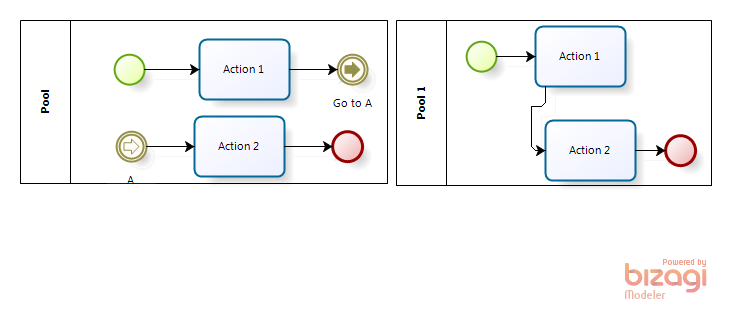 Pool
Action 1
Go to A
Action 2
A
Pool 1
Action 1
Action 2
Powered by
bizagi
Modeler